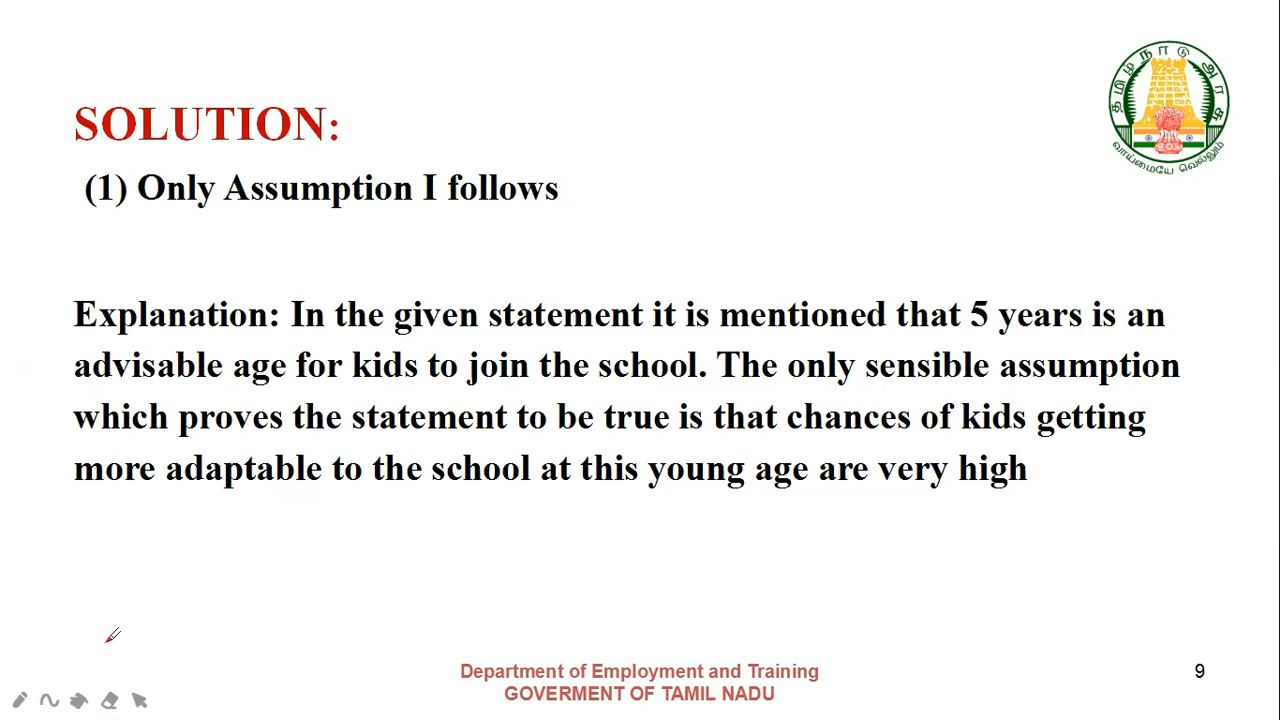 தமிழ்நாடு அரசு
வாய்மையே வெல்லும்
SOLUTION:
(1) Only Assumption I follows
Explanation: In the given statement it is mentioned that 5 years is an
advisable age for kids to join the school. The only sensible assumption
which proves the statement to be true is that chances of kids getting
more adaptable to the school at this young age are very high
Department of Employment and Training
GOVERMENT OF TAMIL NADU
9